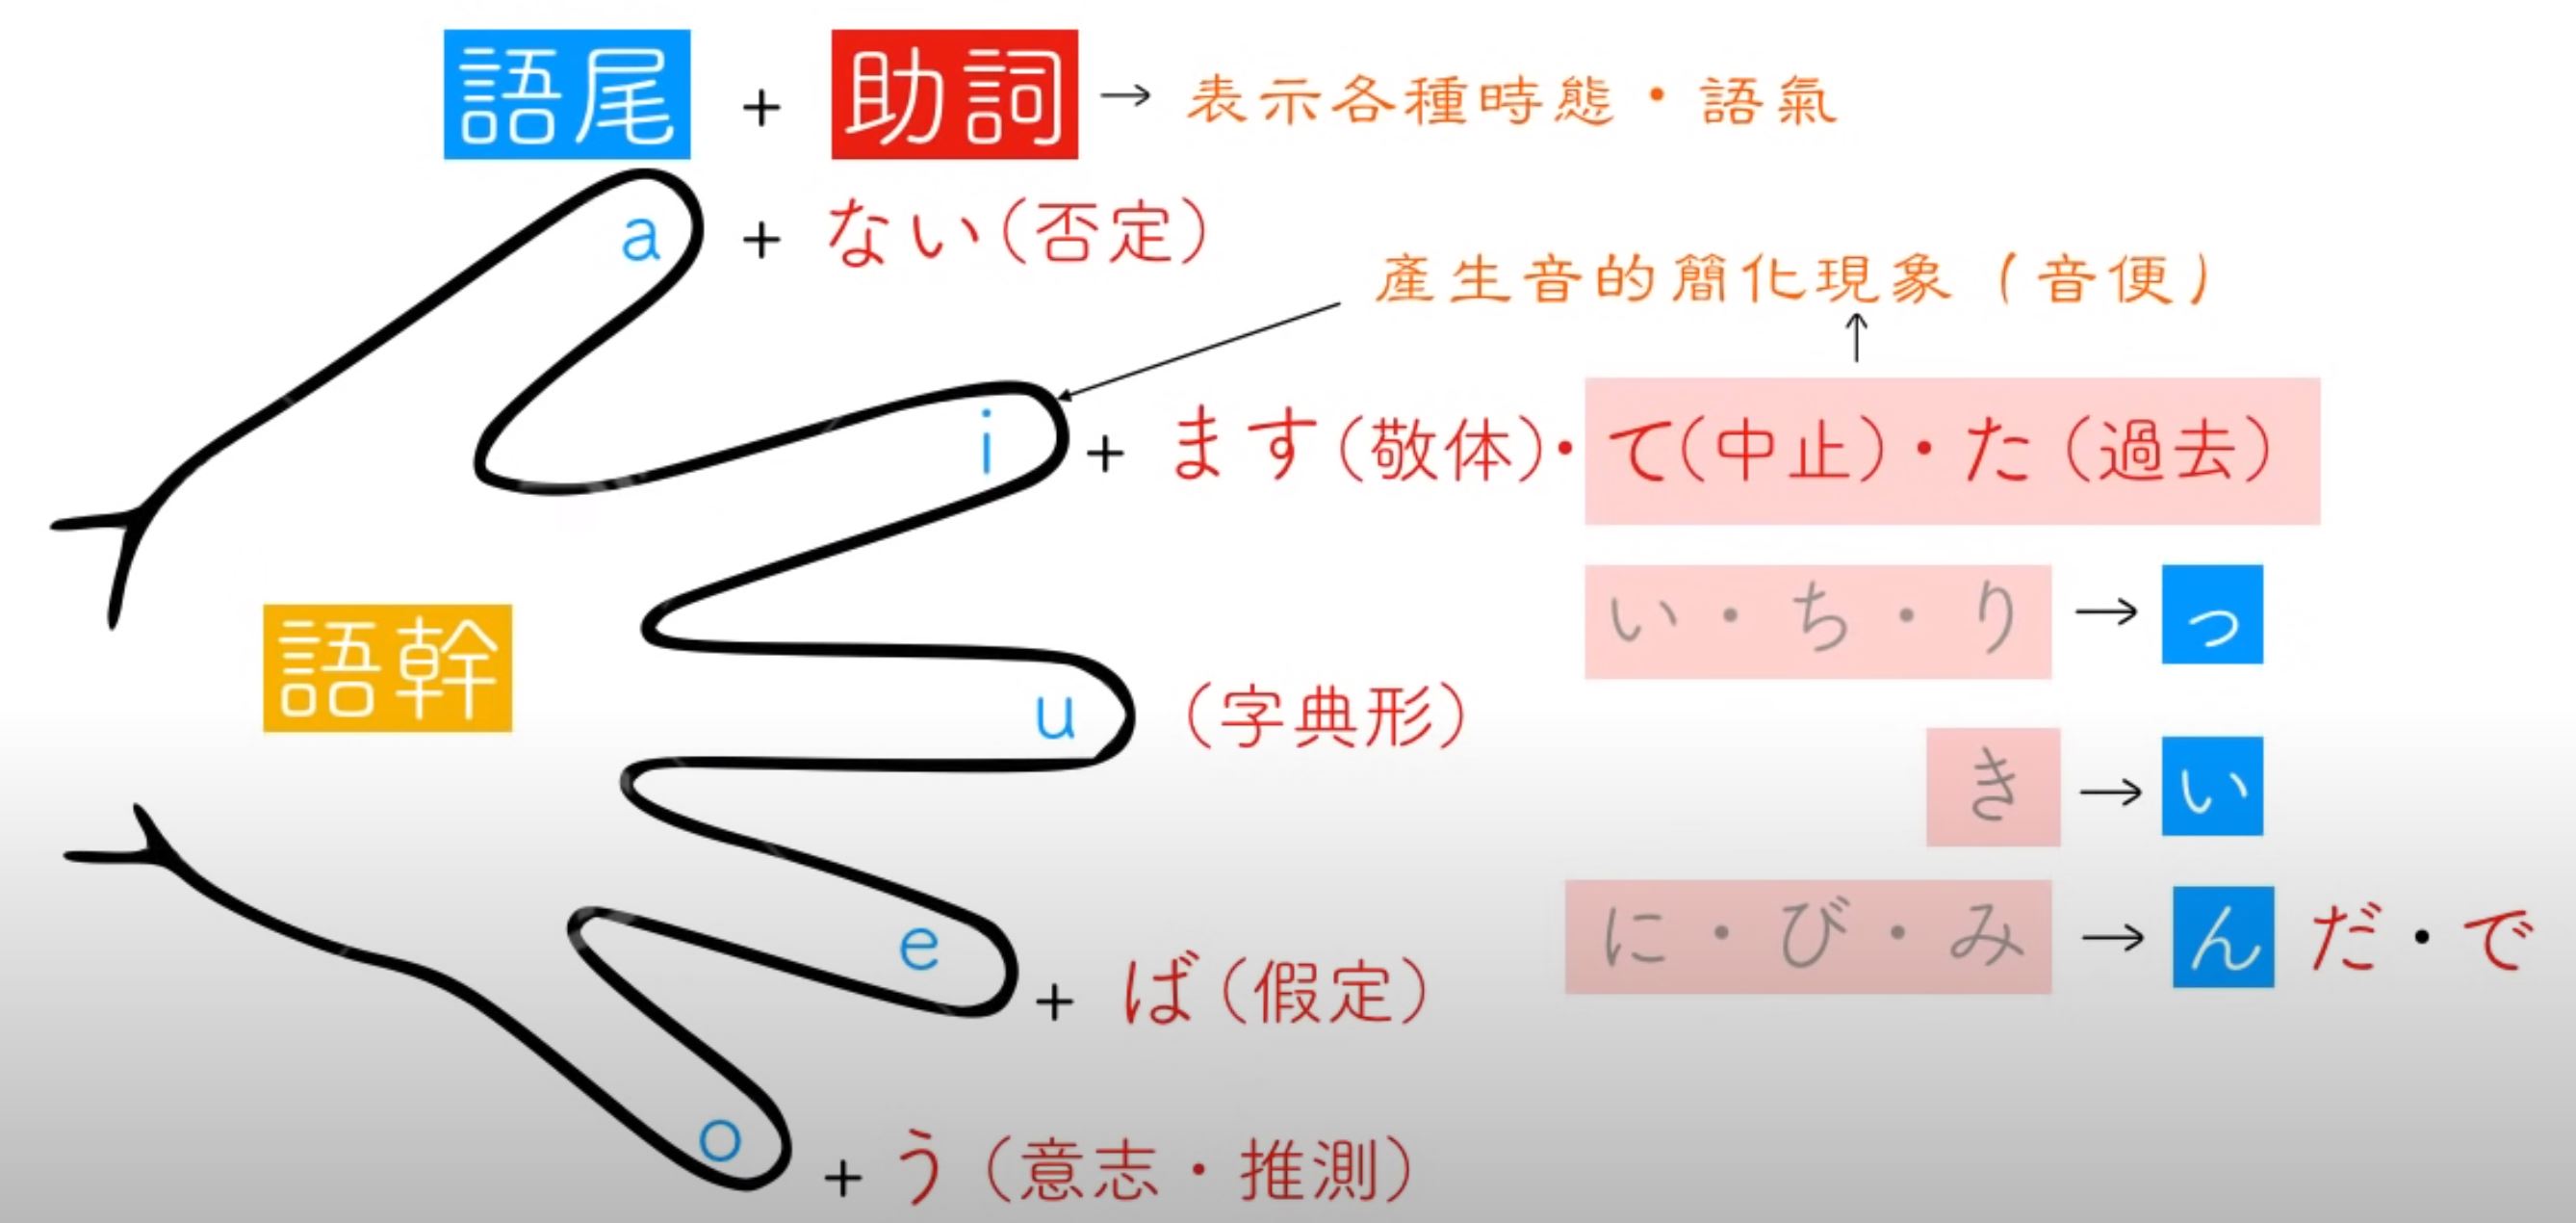 語尾 + 助詞 → 表示各種時態・語氣
a + ない(否定)
產生音的簡化現象（音便）
↑
i + ます(敬体)・て(中止)・た（過去）
い・ち・り → っ
語幹
u （字典形）
き → い
e + ば（假定）
に・び・み → ん だ・で
o + う（意志・推測）